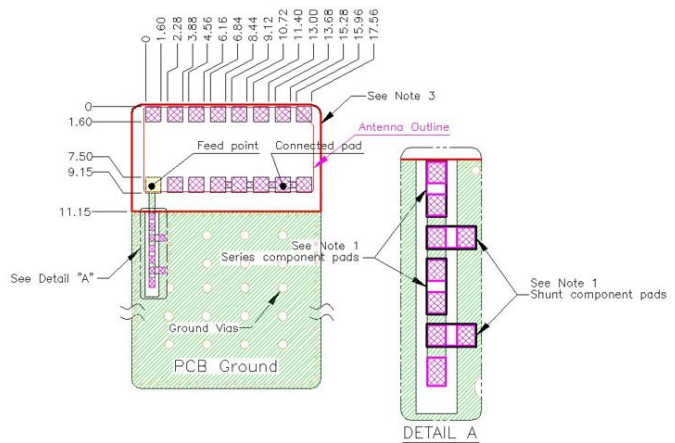 0
1.60
2.28
3.88
4.56
6.16
6.84
8.44
9.12
10.72
11.40
13.00
13.68
15.28
15.96
17.56
0
1.60
7.50
9.15
11.15
See Note 3
Antenna Outline
Feed point
Connected pad
See Detail "A"
Ground Vias
PCB Ground
See Note 1
Series component pads
See Note 1
Shunt component pads
DETAIL A